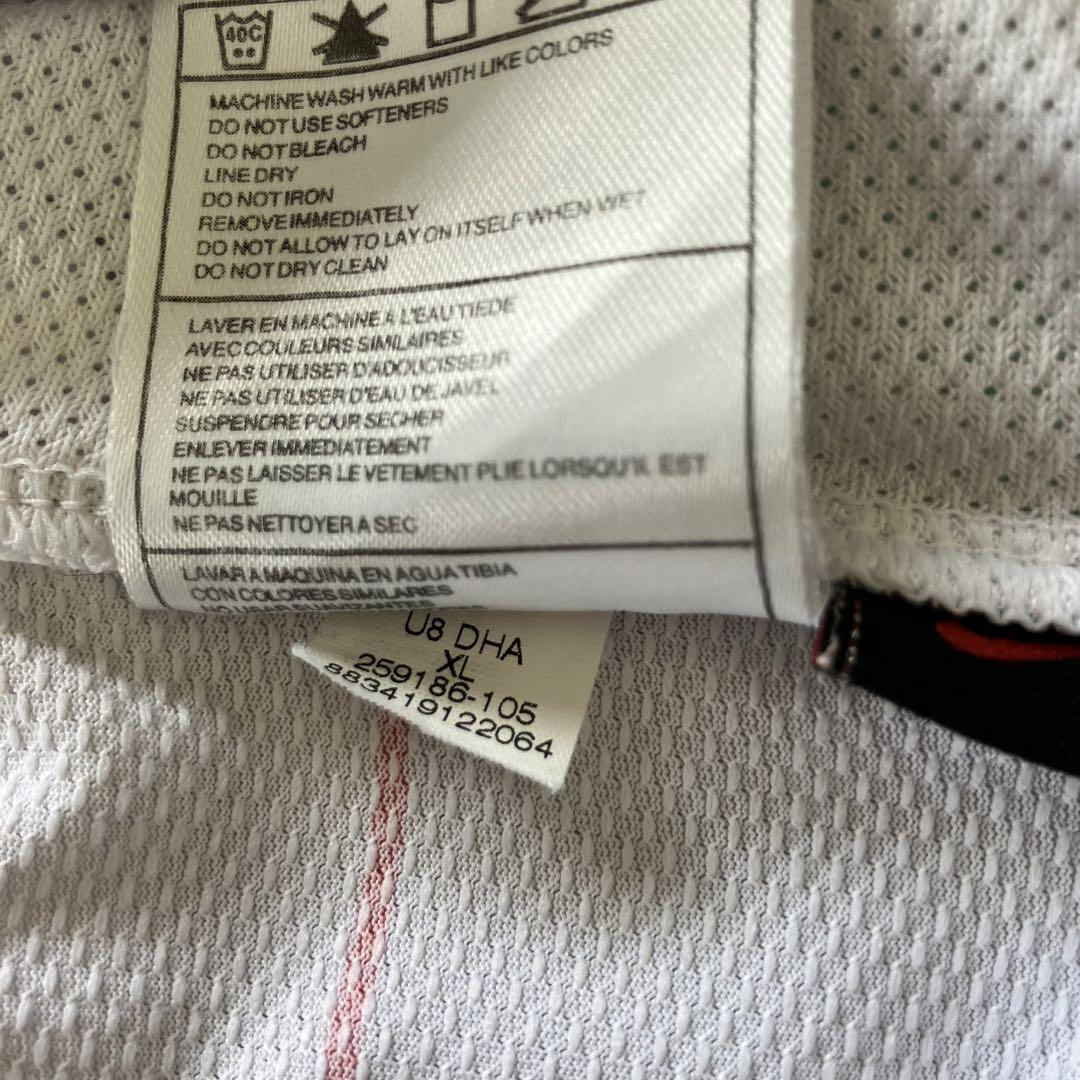 40C
MACHINE WASH WARM WITH LIKE COLORS
DO NOT USE SOFTENERS
DO NOT BLEACH
LINE DRY
DO NOT IRON
REMOVE IMMEDIATELY
DO NOT ALLOW TO LAY ON ITSELF WHEN WET
DO NOT DRY CLEAN
LAVER EN MACHINE A L'EAU TIEDE
AVEC COULEURS SIMILAIRES
NE PAS UTILISER D'ADOUCISSEUR
NE PAS UTILISER D'EAU DE JAVEL
SUSPENDRE POUR SECHER
ENLEVER IMMEDIATEMENT
NE PAS LAISSER LE VETEMENT PLIE LORSQU'IL EST
MOUILLE
NE PAS NETTOYER A SEC
LAVAR A MAQUINA EN AGUA TIBIA
CON COLORES SIMILARES
NO USAR SUAVIZANTES
U8 DHA
XL
259186-105
883419122064